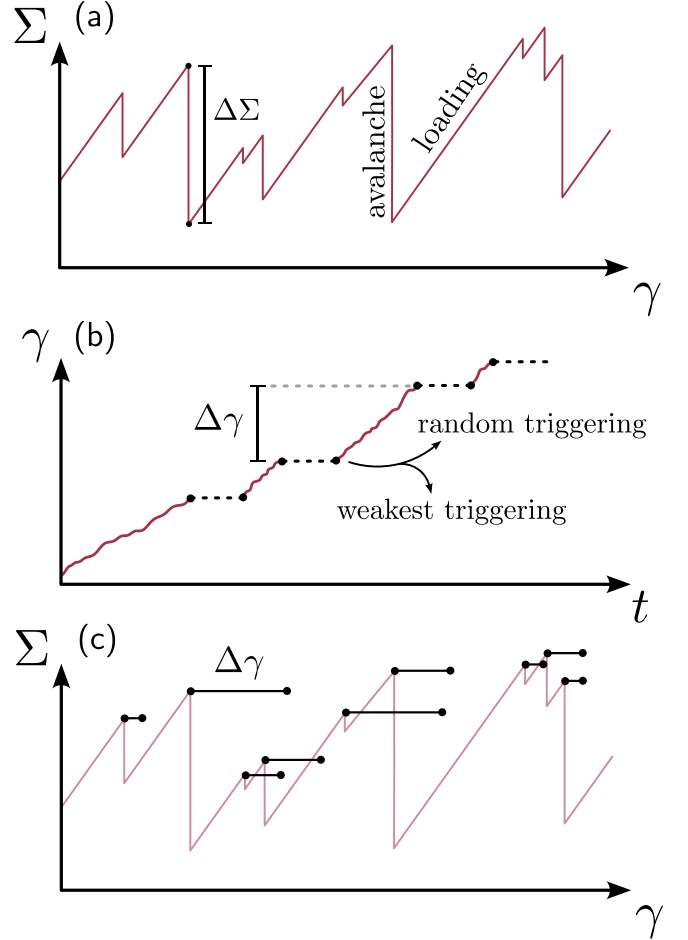 Σ (a)
ΔΣ
avalanche
loading
γ
γ (b)
Δγ
random triggering
weakest triggering
t
Σ (c)
Δγ
γ